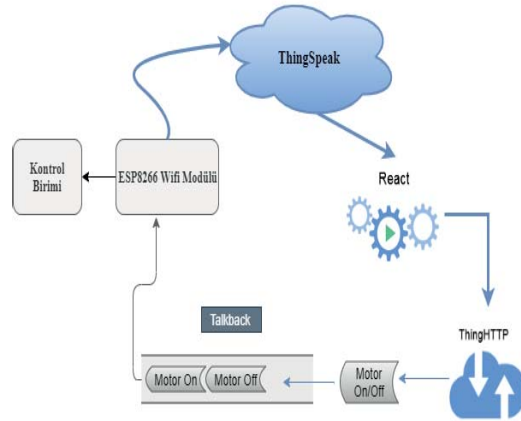 ThingSpeak
Kontrol
Birimi
ESP8266 Wifi Modülü
React
Talkback
ThingHTTP
Motor On
Motor Off
Motor
On/Off